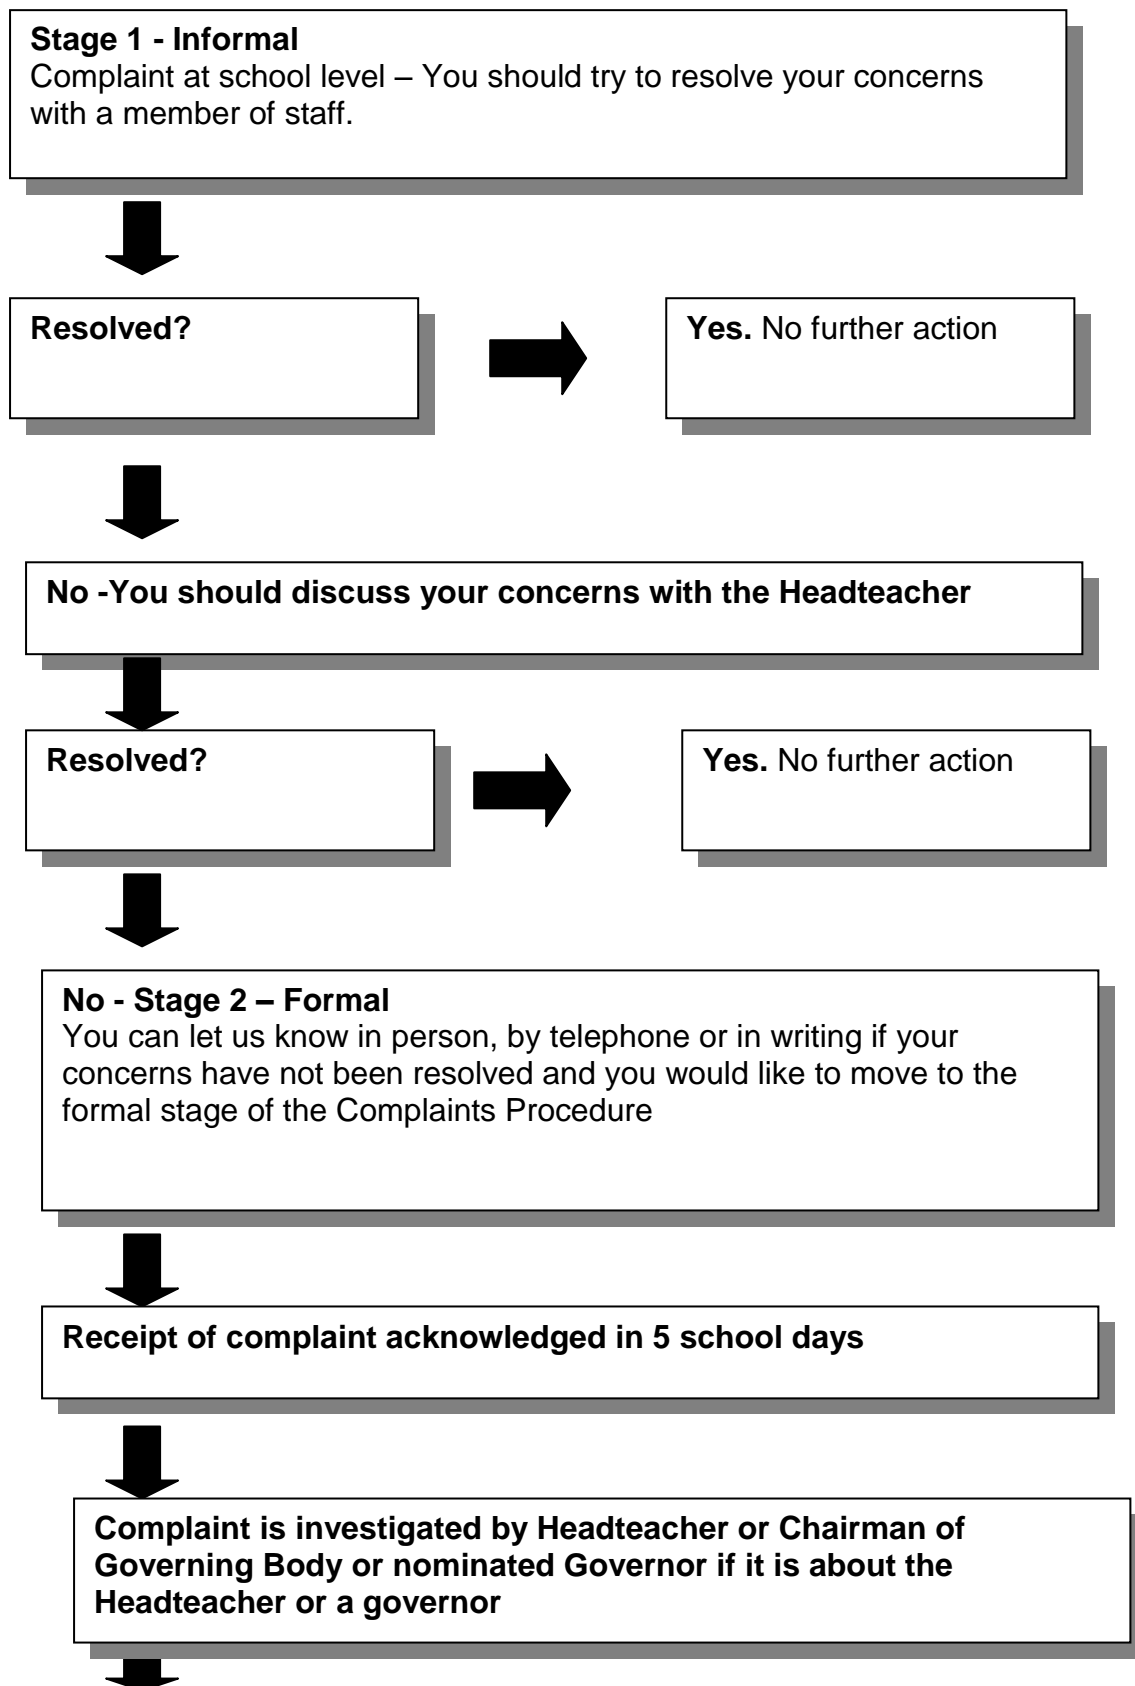 Stage 1 - Informal
Complaint at school level – You should try to resolve your concerns
with a member of staff.
Resolved?
Yes. No further action
No -You should discuss your concerns with the Headteacher
Resolved?
Yes. No further action
No - Stage 2 – Formal
You can let us know in person, by telephone or in writing if your
concerns have not been resolved and you would like to move to the
formal stage of the Complaints Procedure
Receipt of complaint acknowledged in 5 school days
Complaint is investigated by Headteacher or Chairman of
Governing Body or nominated Governor if it is about the
Headteacher or a governor